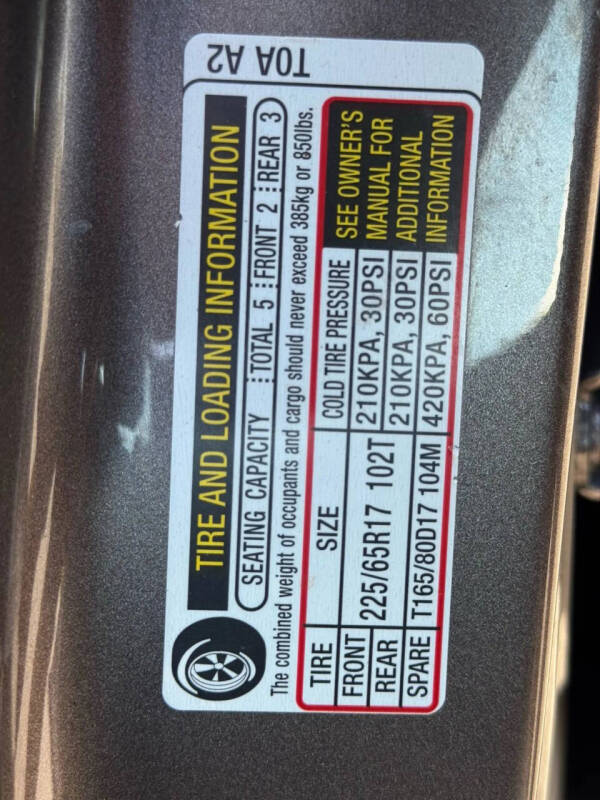 T0A A2
TIRE AND LOADING INFORMATION
SEATING CAPACITY TOTAL 5 FRONT 2 REAR 3
The combined weight of occupants and cargo should never exceed 385kg or 850lbs.
TIRE SIZE COLD TIRE PRESSURE
FRONT 225/65R17 102T 210KPA, 30PSI
REAR 210KPA, 30PSI
SPARE T165/80D17 104M 420KPA, 60PSI
SEE OWNER'S
MANUAL FOR
ADDITIONAL
INFORMATION